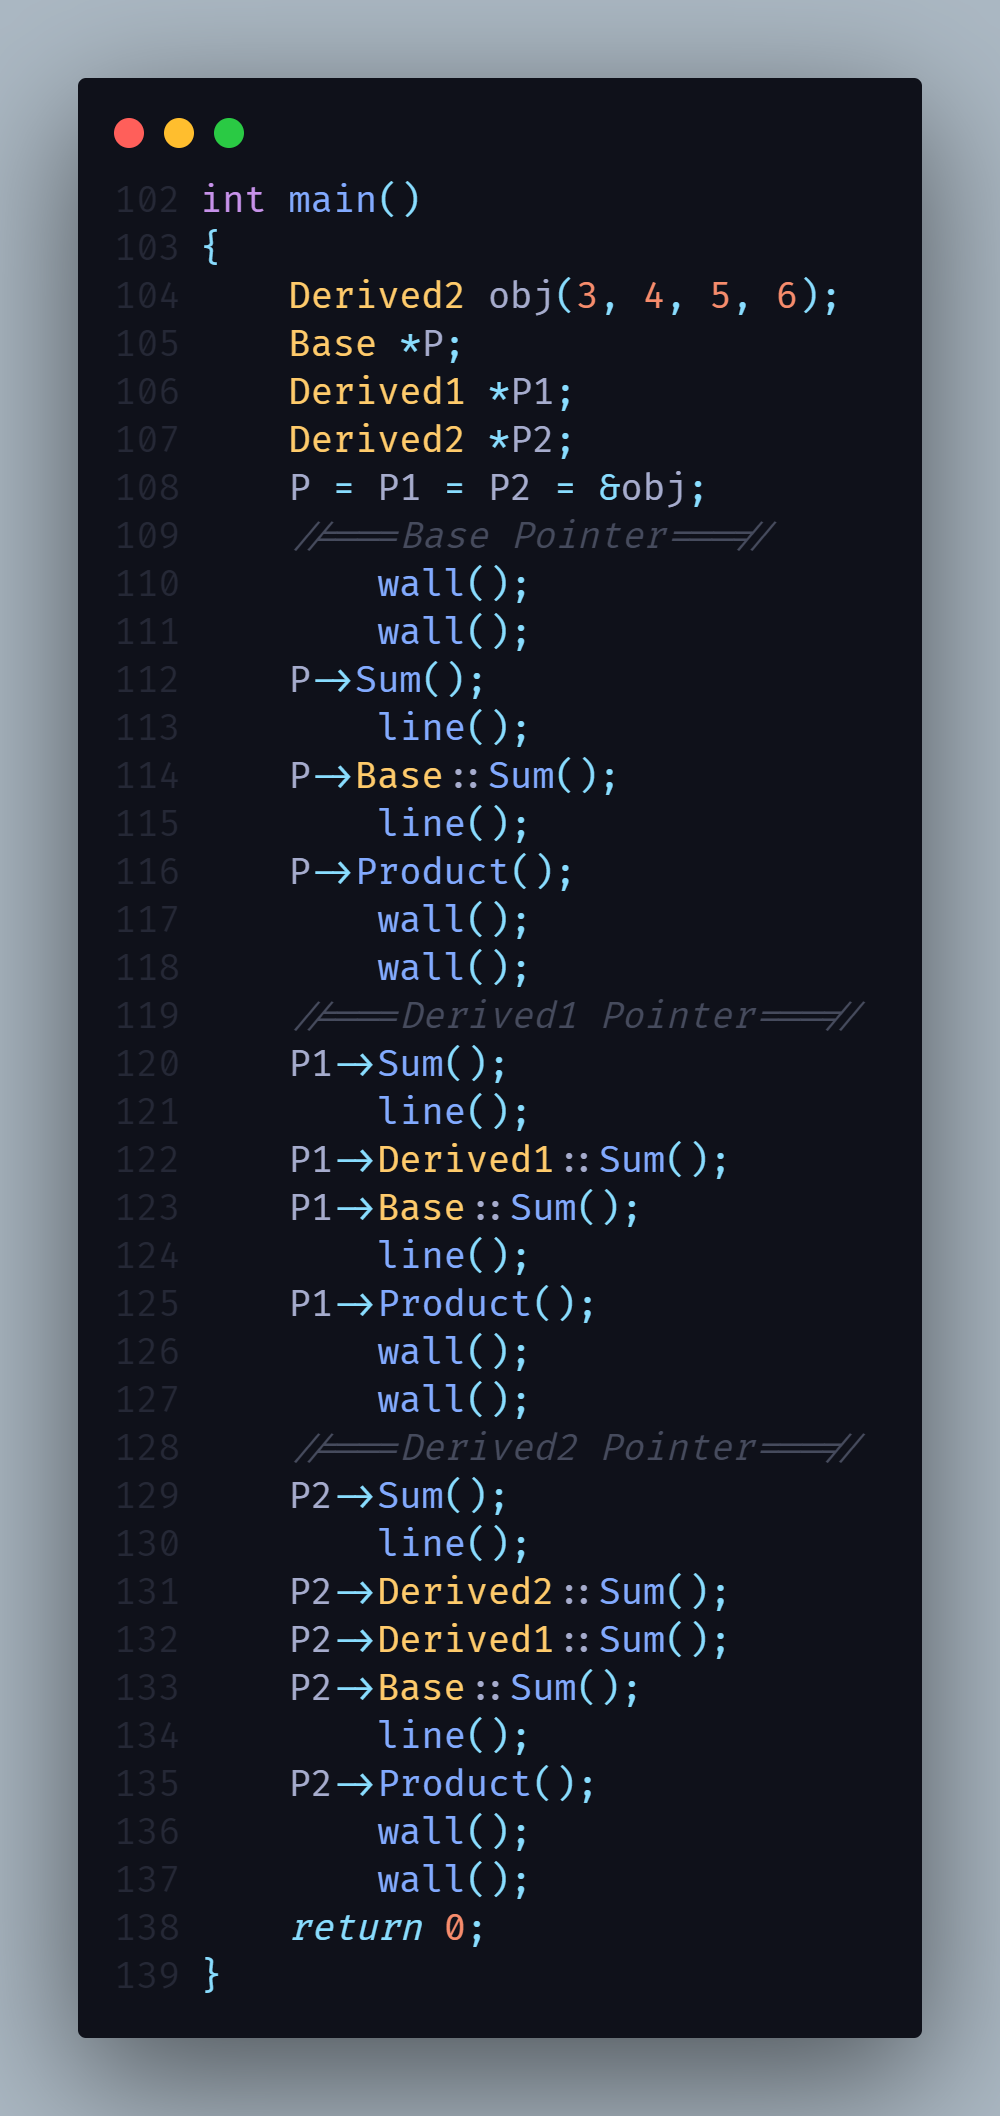 102 int main()
103 {
104     Derived2 obj(3, 4, 5, 6);
105     Base *P;
106     Derived1 *P1;
107     Derived2 *P2;
108     P = P1 = P2 = &obj;
109     //====Base Pointer====//
110         wall();
111         wall();
112     P->Sum();
113         line();
114     P->Base::Sum();
115         line();
116     P->Product();
117         wall();
118         wall();
119     //====Derived1 Pointer====//
120     P1->Sum();
121         line();
122     P1->Derived1::Sum();
123     P1->Base::Sum();
124         line();
125     P1->Product();
126         wall();
127         wall();
128     //====Derived2 Pointer====//
129     P2->Sum();
130         line();
131     P2->Derived2::Sum();
132     P2->Derived1::Sum();
133     P2->Base::Sum();
134         line();
135     P2->Product();
136         wall();
137         wall();
138     return 0;
139 }